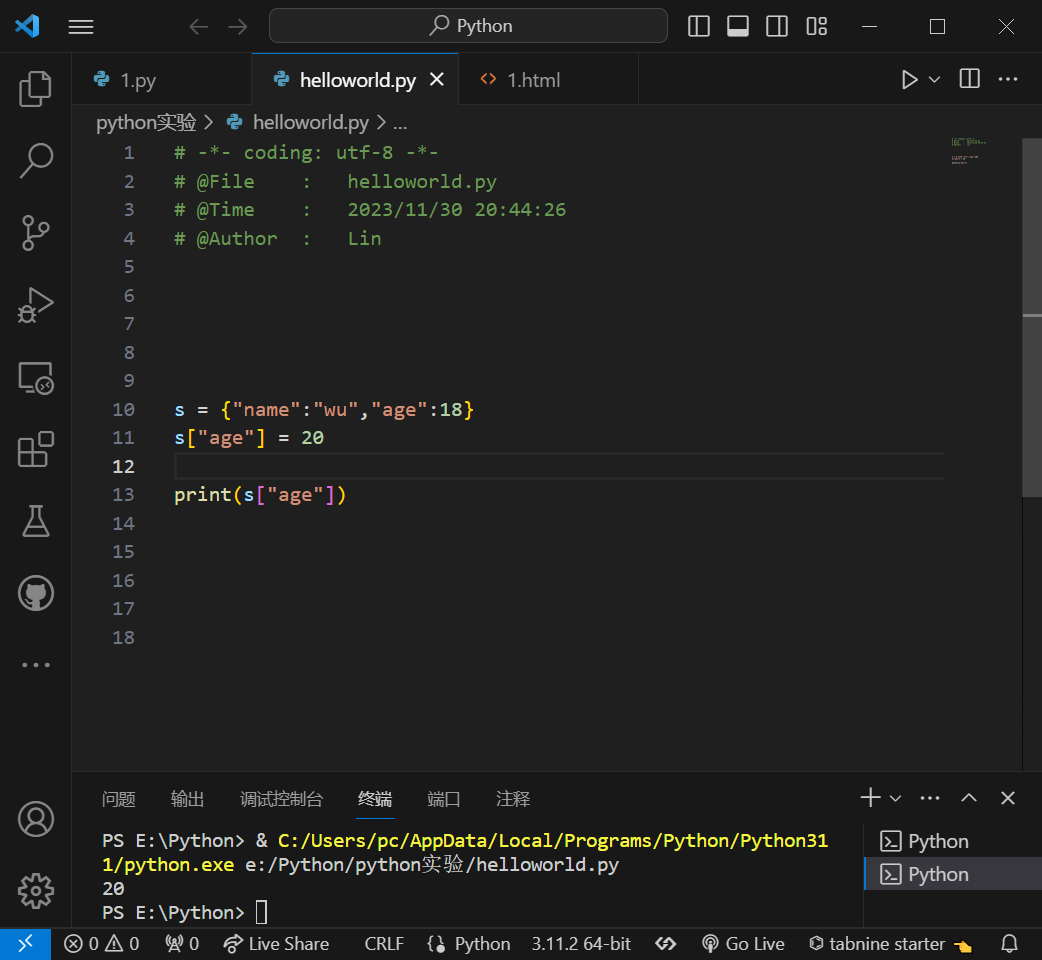 Python
1.py
helloworld.py
1.html
python实验 > helloworld.py > ...
1 # -*- coding: utf-8 -*-
2 # @File    :   helloworld.py
3 # @Time    :   2023/11/30 20:44:26
4 # @Author  :   Lin
5
6
7
8
9
10 s = {"name":"wu","age":18}
11 s["age"] = 20
12
13 print(s["age"])
14
15
16
17
18
问题 输出 调试控制台 终端 端口 注释
PS E:\Python> & C:/Users/pc/AppData/Local/Programs/Python/Python31
1/python.exe e:/Python/python实验/helloworld.py
20
PS E:\Python>
Python
Python
0 0 0 Live Share CRLF Python 3.11.2 64-bit Go Live tabnine starter